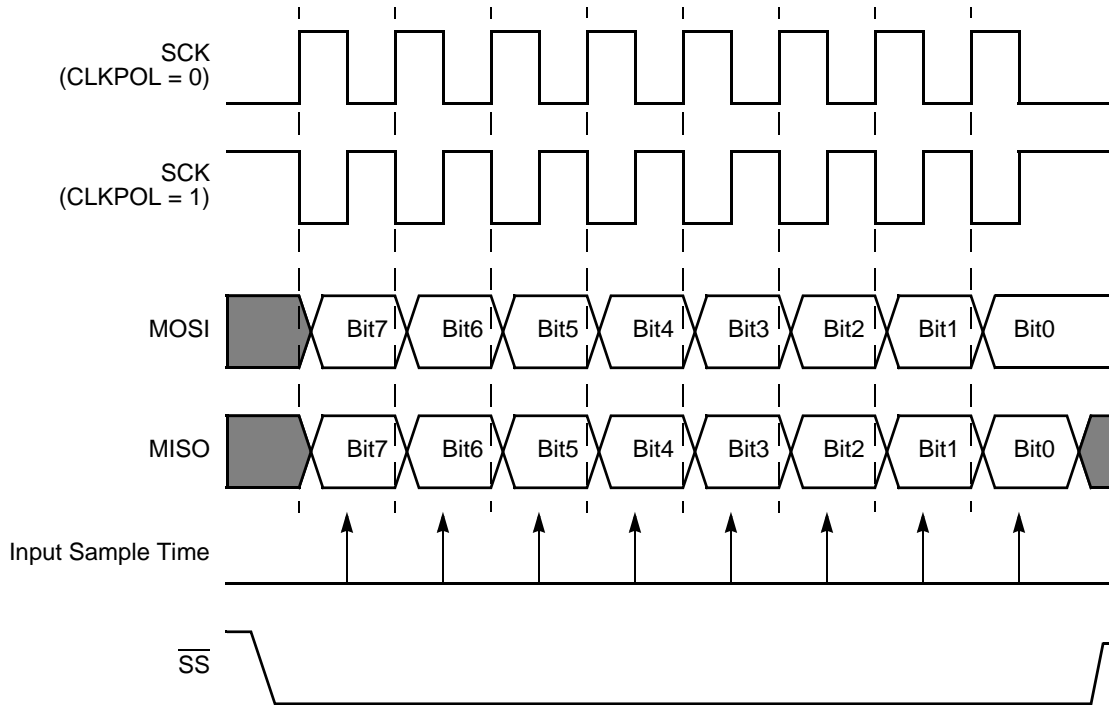 SCK
(CLKPOL = 0)
SCK
(CLKPOL = 1)
MOSI
Bit7 Bit6 Bit5 Bit4 Bit3 Bit2 Bit1 Bit0
MISO
Bit7 Bit6 Bit5 Bit4 Bit3 Bit2 Bit1 Bit0
Input Sample Time
SS